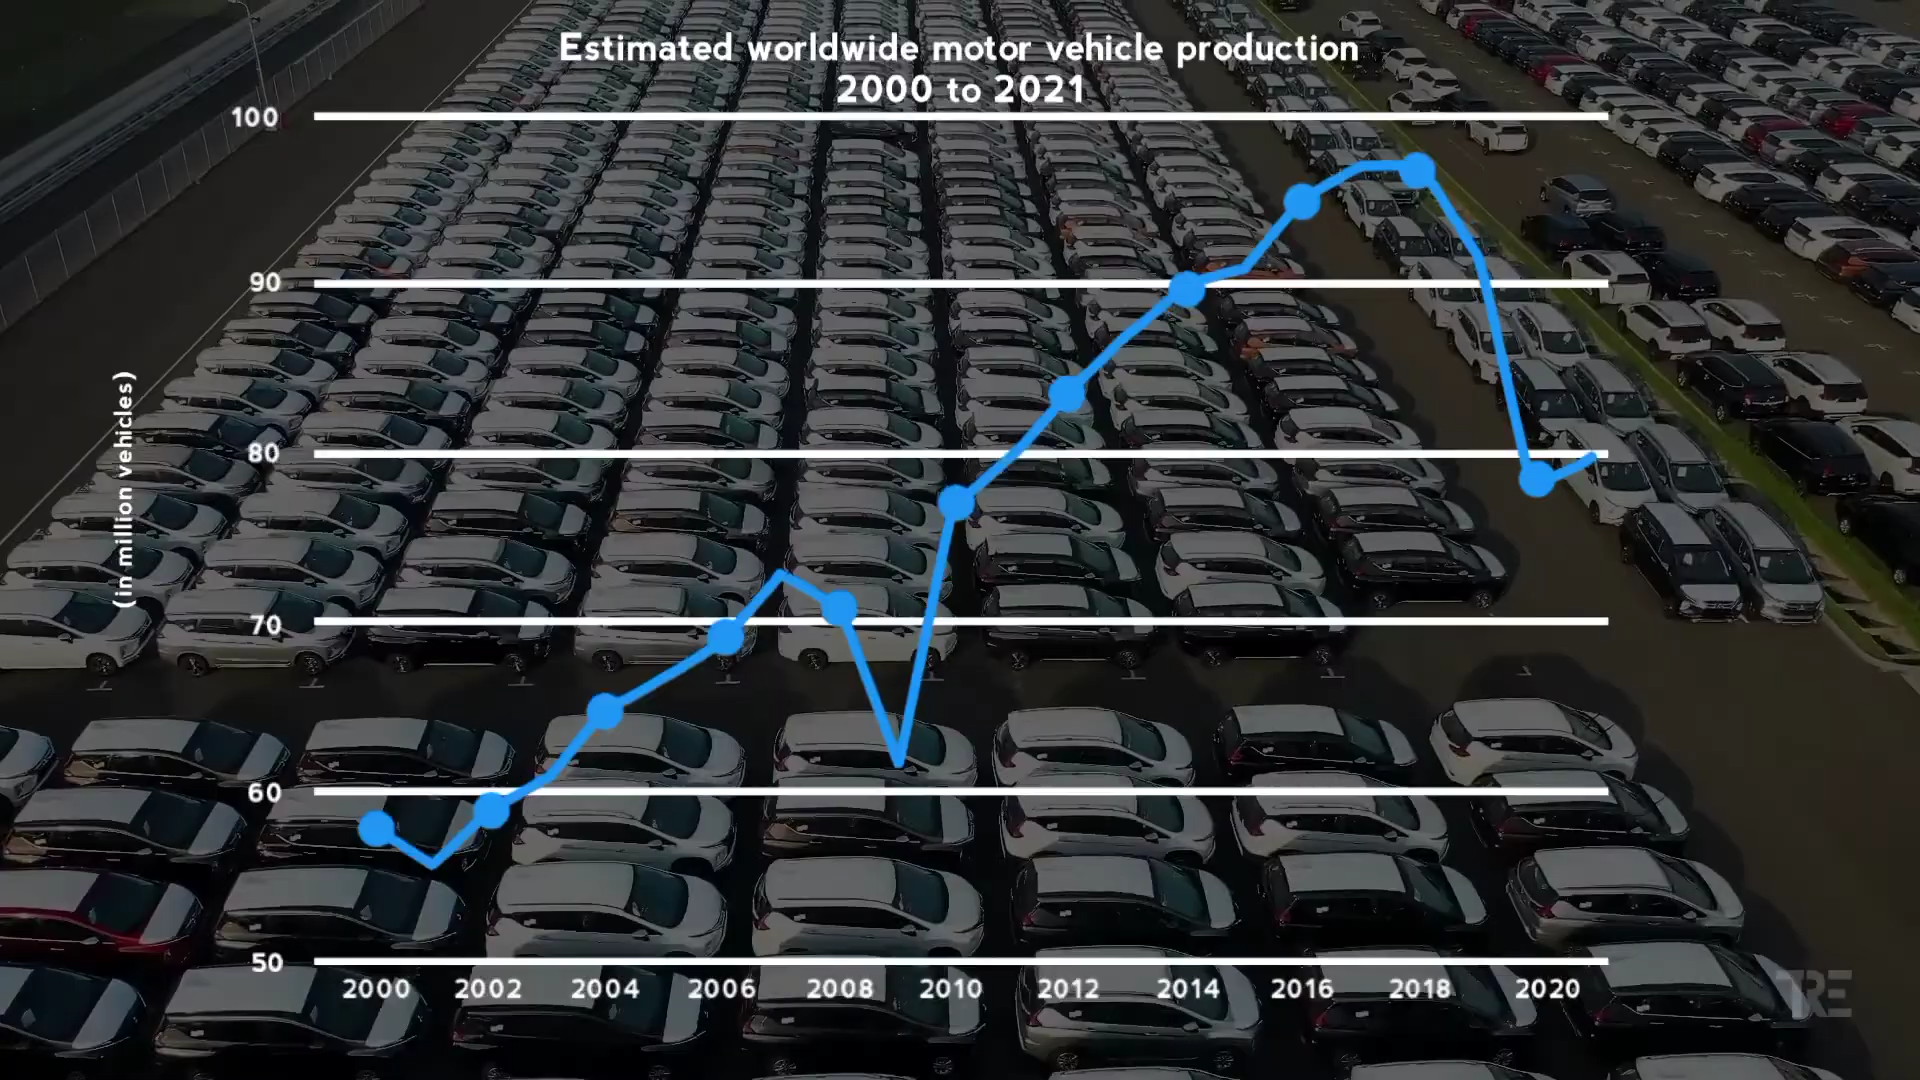 Estimated worldwide motor vehicle production
2000 to 2021
100
90
80
70
60
50
(in million vehicles)
2000 2002 2004 2006 2008 2010 2012 2014 2016 2018 2020
TRE